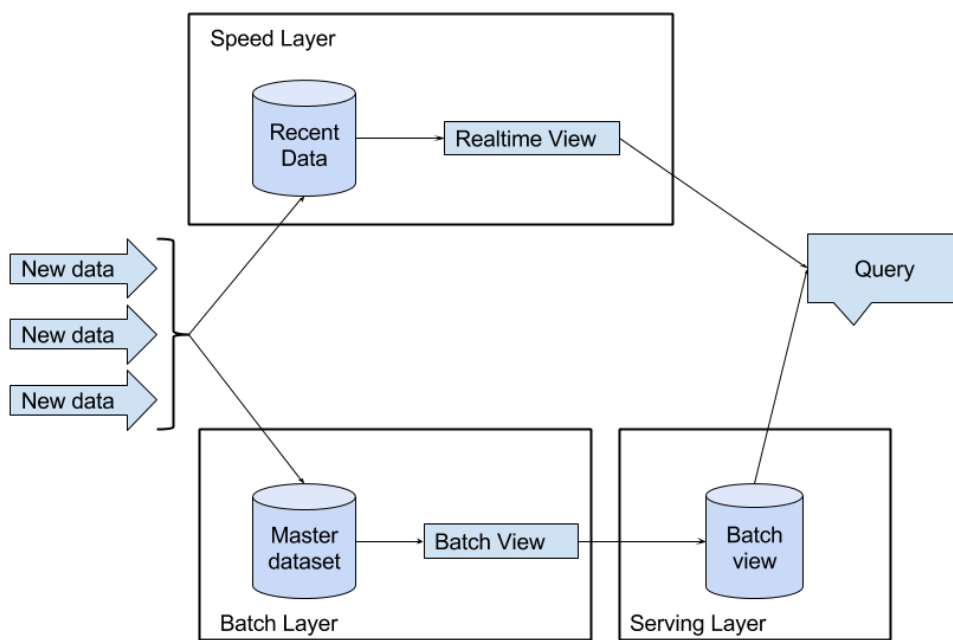 Speed Layer
Recent
Data
Realtime View
New data
New data
New data
Query
Master
dataset
Batch View
Batch
view
Batch Layer
Serving Layer